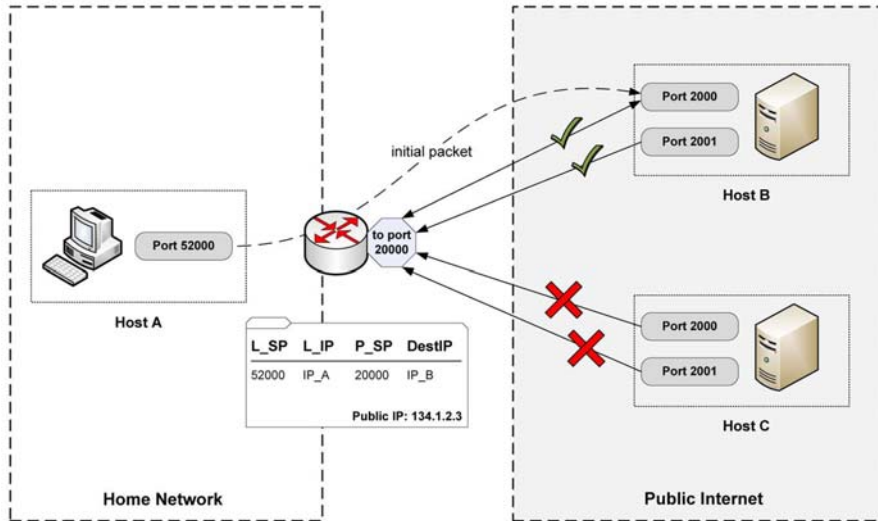 Port 2000
Port 2001
Host B
initial packet
Port 52000
to port
20000
Host A
L_SP L_IP P_SP DestIP
52000 IP_A 20000 IP_B
Public IP: 134.1.2.3
Port 2000
Port 2001
Host C
Home Network
Public Internet